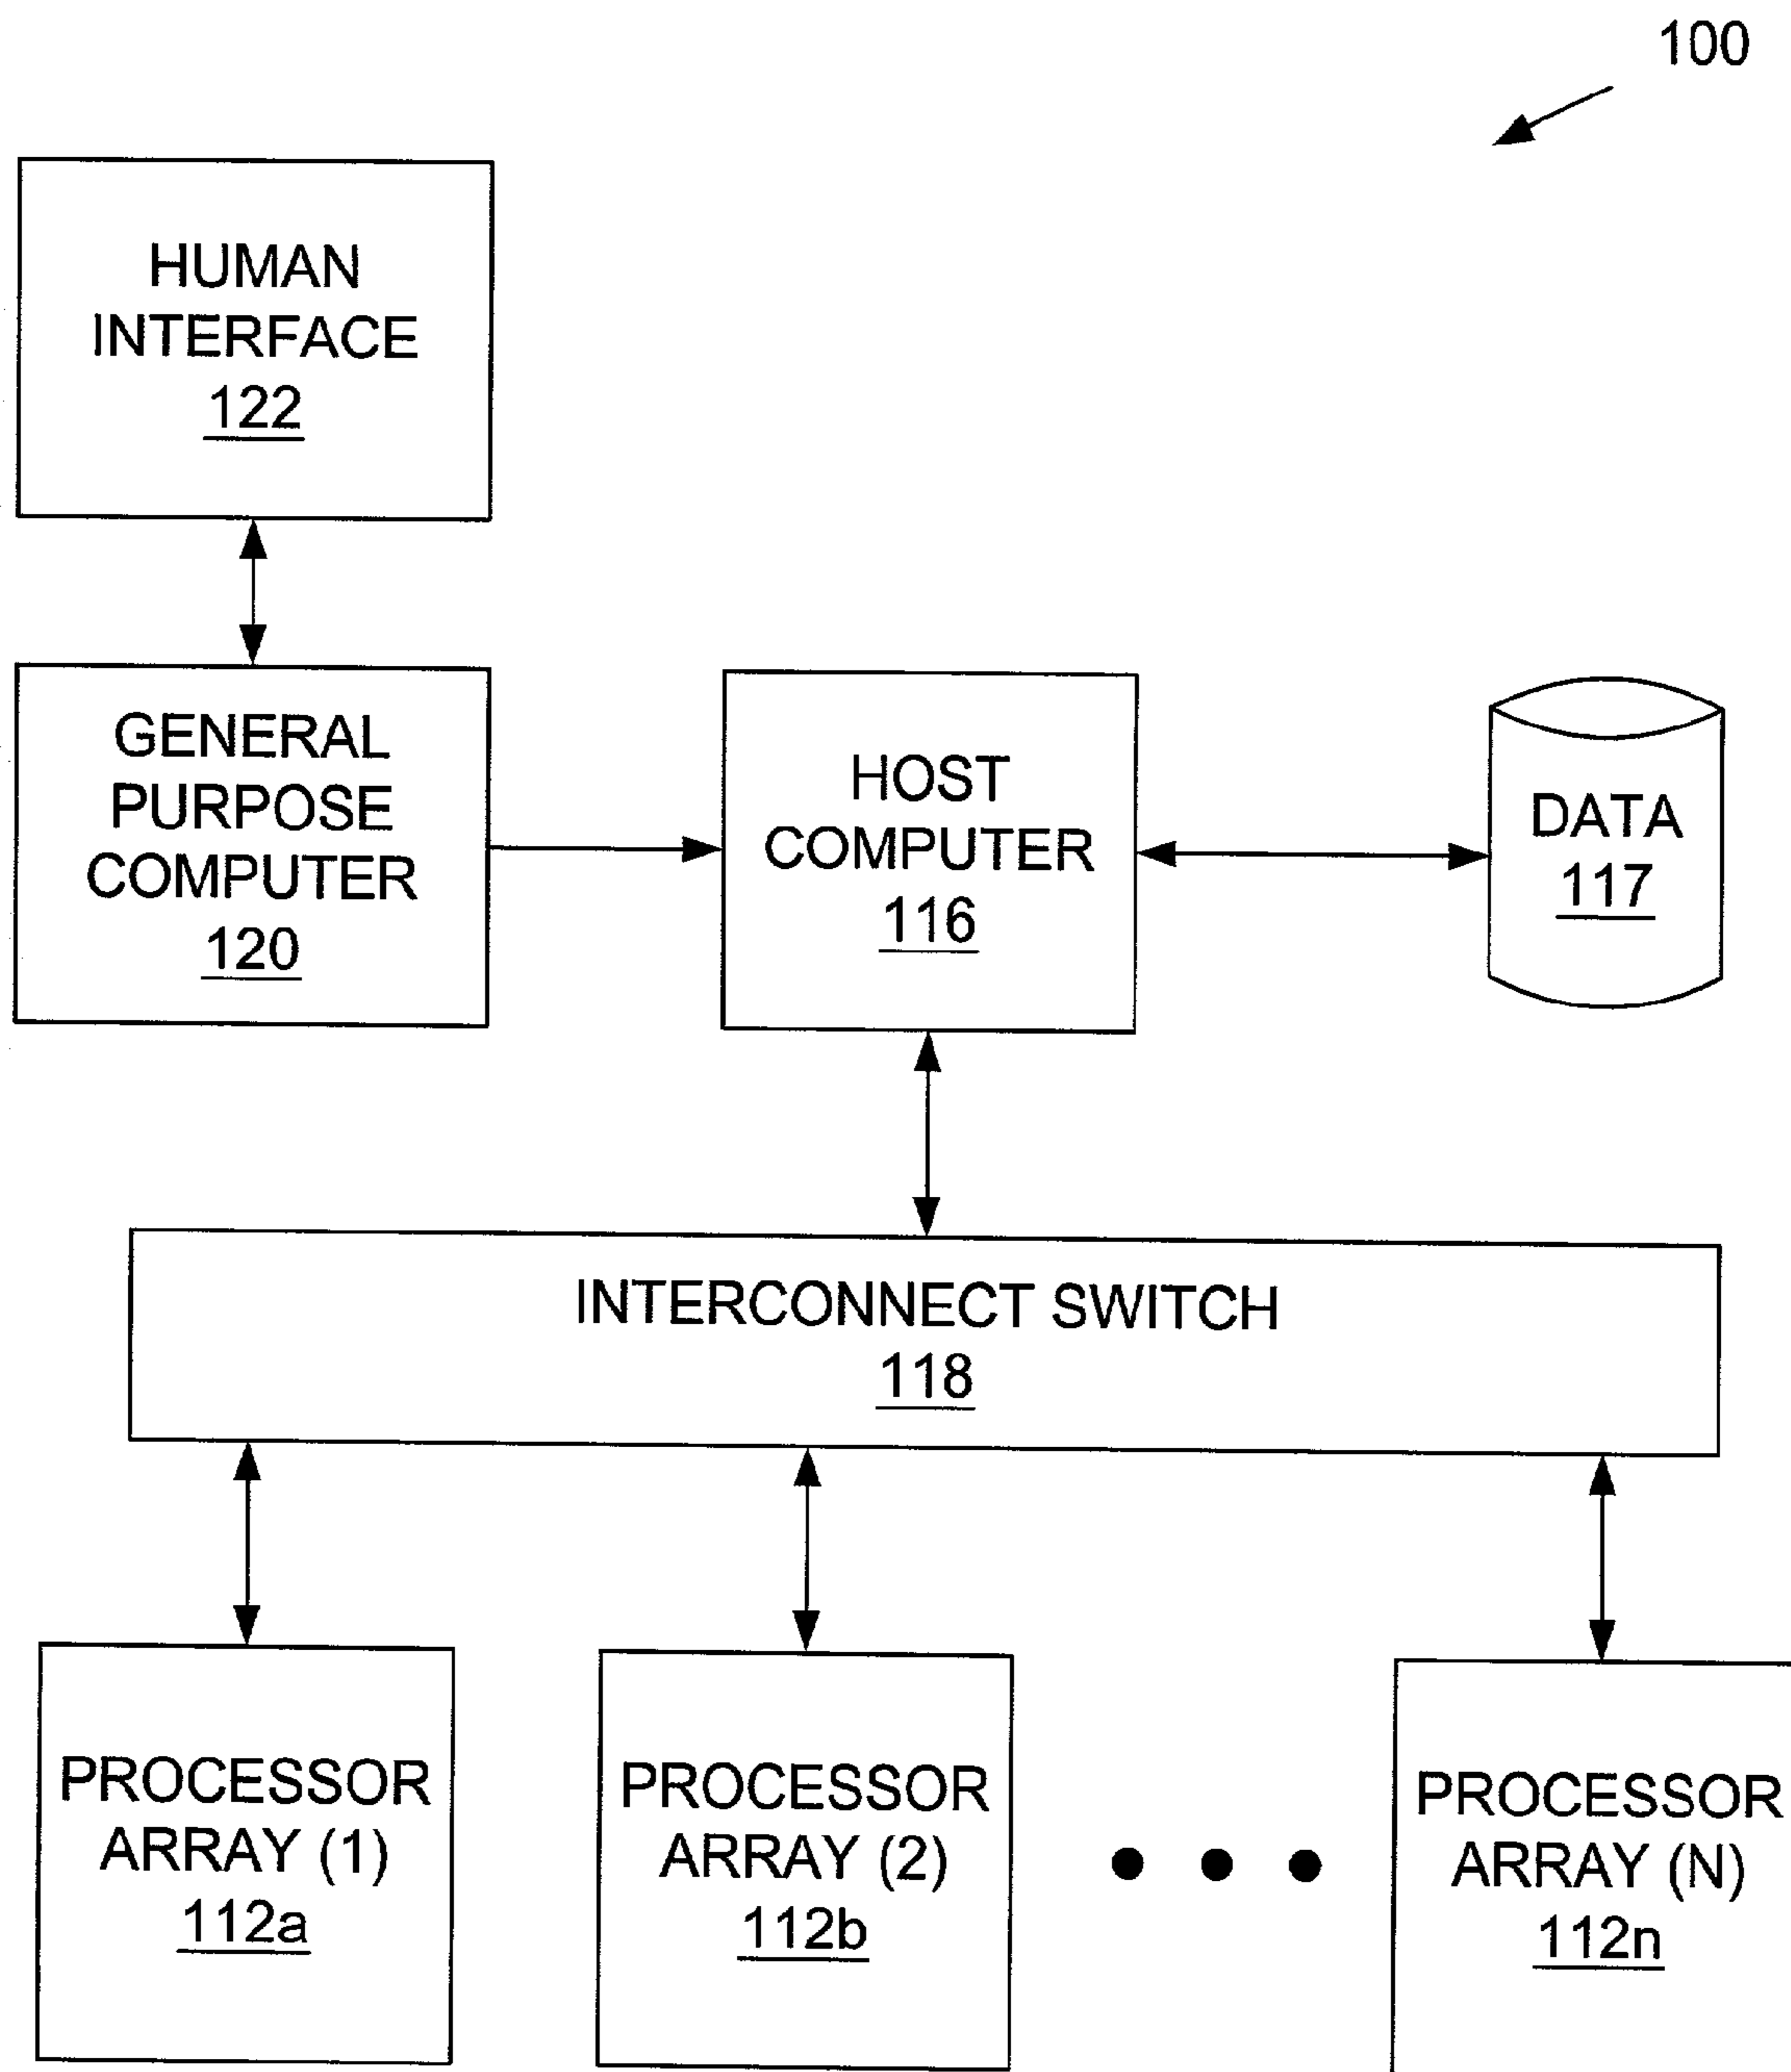 100
HUMAN
INTERFACE
122
GENERAL
PURPOSE
COMPUTER
120
HOST
COMPUTER
116
DATA
117
INTERCONNECT SWITCH
118
PROCESSOR
ARRAY (1)
112a
PROCESSOR
ARRAY (2)
112b
PROCESSOR
ARRAY (N)
112n